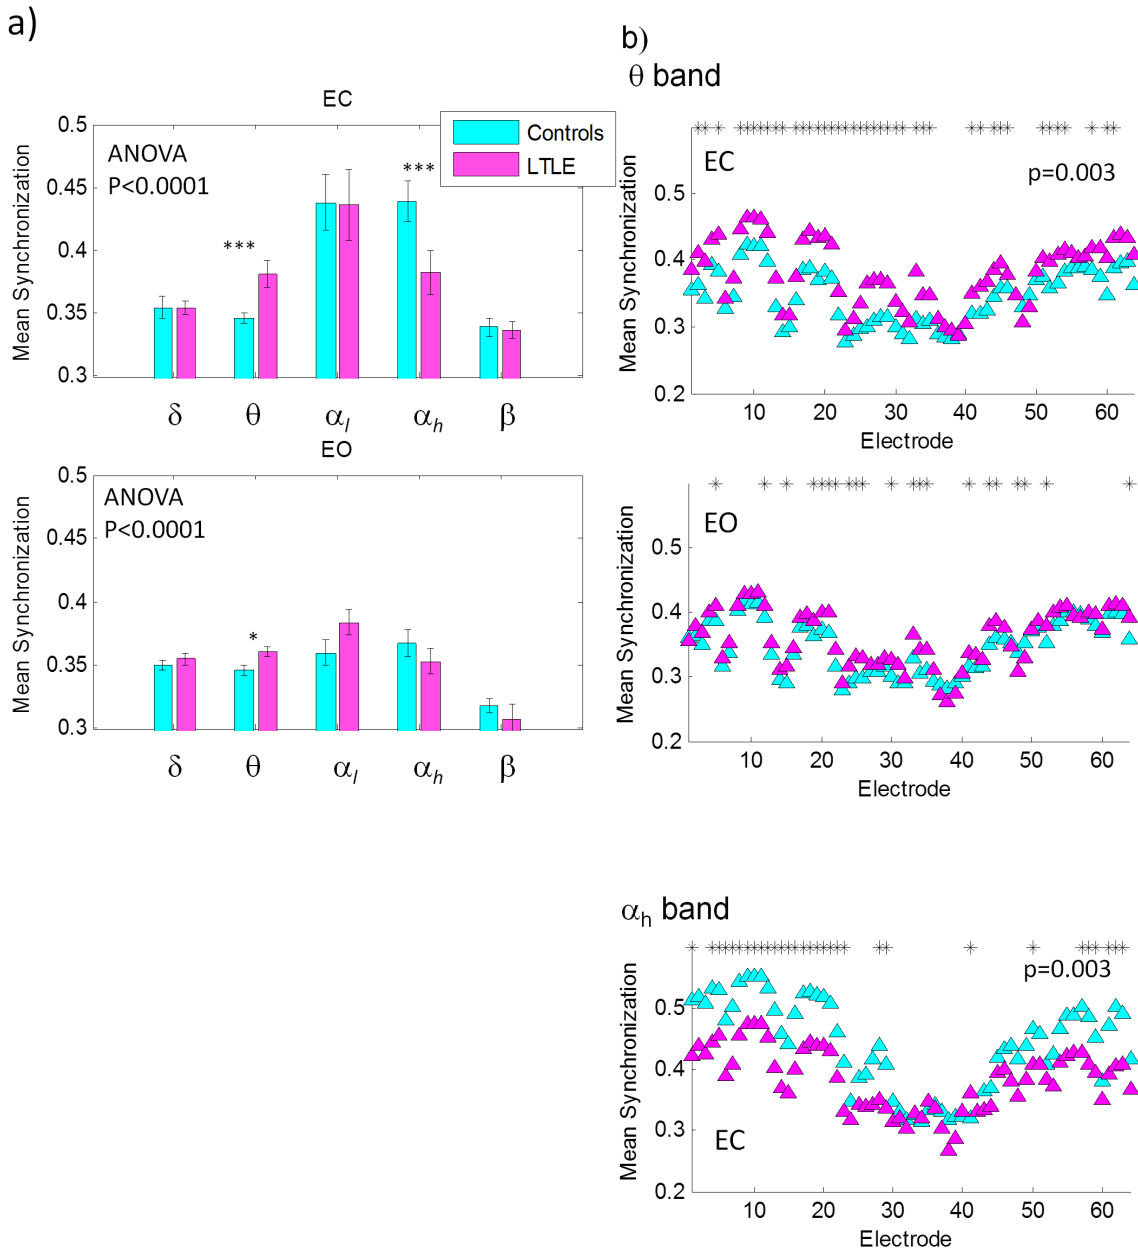 a)
EC
Controls
LTLE
ANOVA
P<0.0001
***
***
0.5
0.45
0.4
0.35
0.3
Mean Synchronization
δ θ αl αh β
EO
ANOVA
P<0.0001
*
0.5
0.45
0.4
0.35
0.3
Mean Synchronization
δ θ αl αh β
b)
θ band
EC
p=0.003
0.5
0.4
0.3
0.2
Mean Synchronization
10 20 30 40 50 60
Electrode
EO
0.5
0.4
0.3
0.2
Mean Synchronization
10 20 30 40 50 60
Electrode
αh band
p=0.003
EC
0.5
0.4
0.3
0.2
Mean Synchronization
10 20 30 40 50 60
Electrode